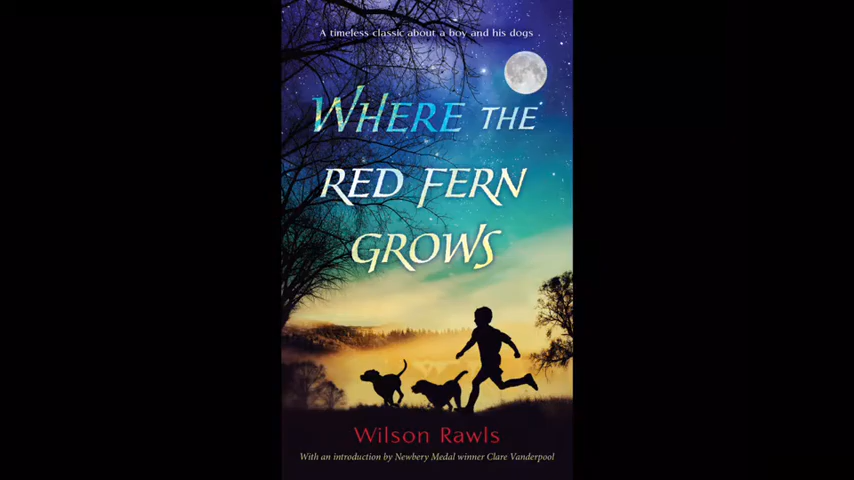 A timeless classic about a boy and his dogs
WHERE THE
RED FERN
GROWS
Wilson Rawls
With an introduction by Newbery Medal winner Clare Vanderpool